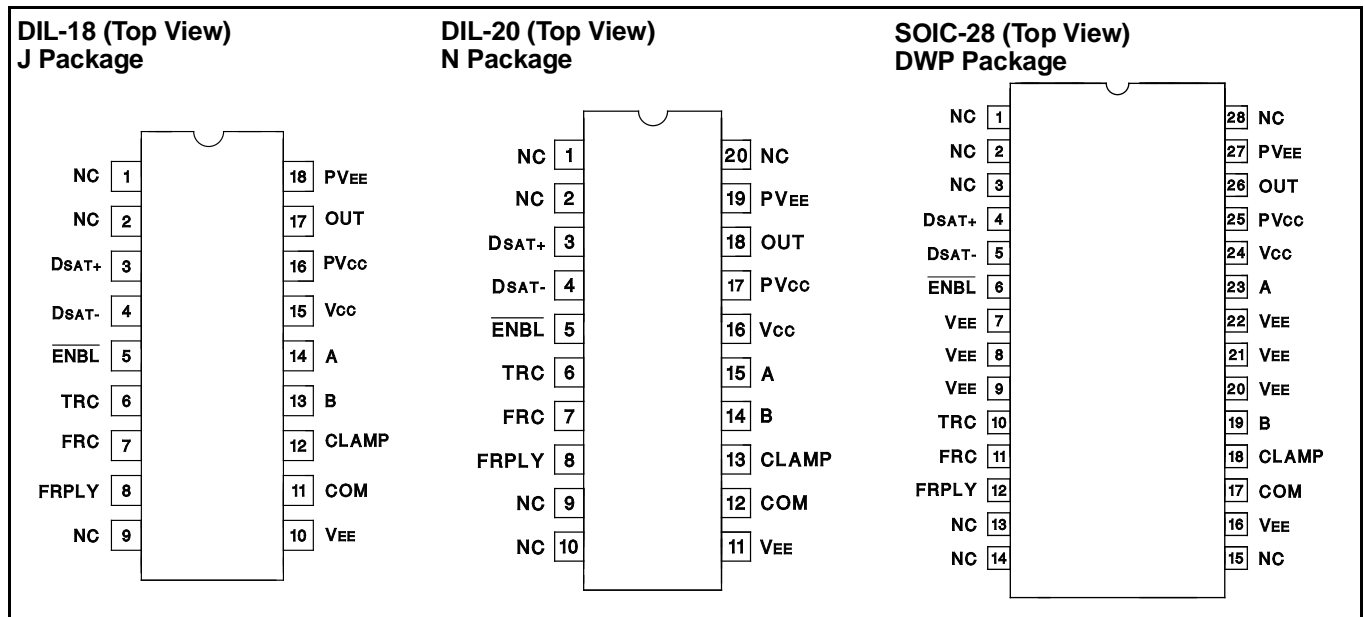 DIL-18 (Top View)
J Package
NC 1
NC 2
DSAT+ 3
DSAT- 4
ENBL 5
TRC 6
FRC 7
FRPLY 8
NC 9
18 PVEE
17 OUT
16 PVCC
15 VCC
14 A
13 B
12 CLAMP
11 COM
10 VEE
DIL-20 (Top View)
N Package
NC 1
NC 2
DSAT+ 3
DSAT- 4
ENBL 5
TRC 6
FRC 7
FRPLY 8
NC 9
NC 10
20 NC
19 PVEE
18 OUT
17 PVCC
16 VCC
15 A
14 B
13 CLAMP
12 COM
11 VEE
SOIC-28 (Top View)
DWP Package
NC 1
NC 2
NC 3
DSAT+ 4
DSAT- 5
ENBL 6
VEE 7
VEE 8
VEE 9
TRC 10
FRC 11
FRPLY 12
NC 13
NC 14
28 NC
27 PVEE
26 OUT
25 PVCC
24 VCC
23 A
22 VEE
21 VEE
20 VEE
19 B
18 CLAMP
17 COM
16 VEE
15 NC